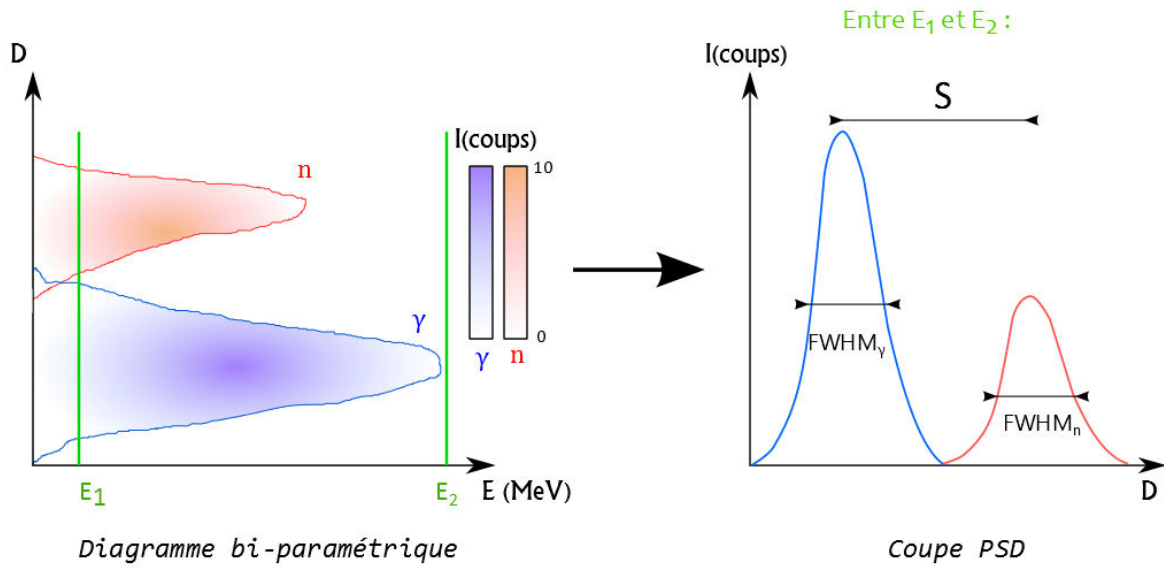 Entre E₁ et E₂ :
D
I(coups)
S
I(coups)
10
n
γ
0
γ
n
FWHMᵧ
FWHMₙ
E₁
E₂
E (MeV)
D
Diagramme bi-paramétrique
Coupe PSD